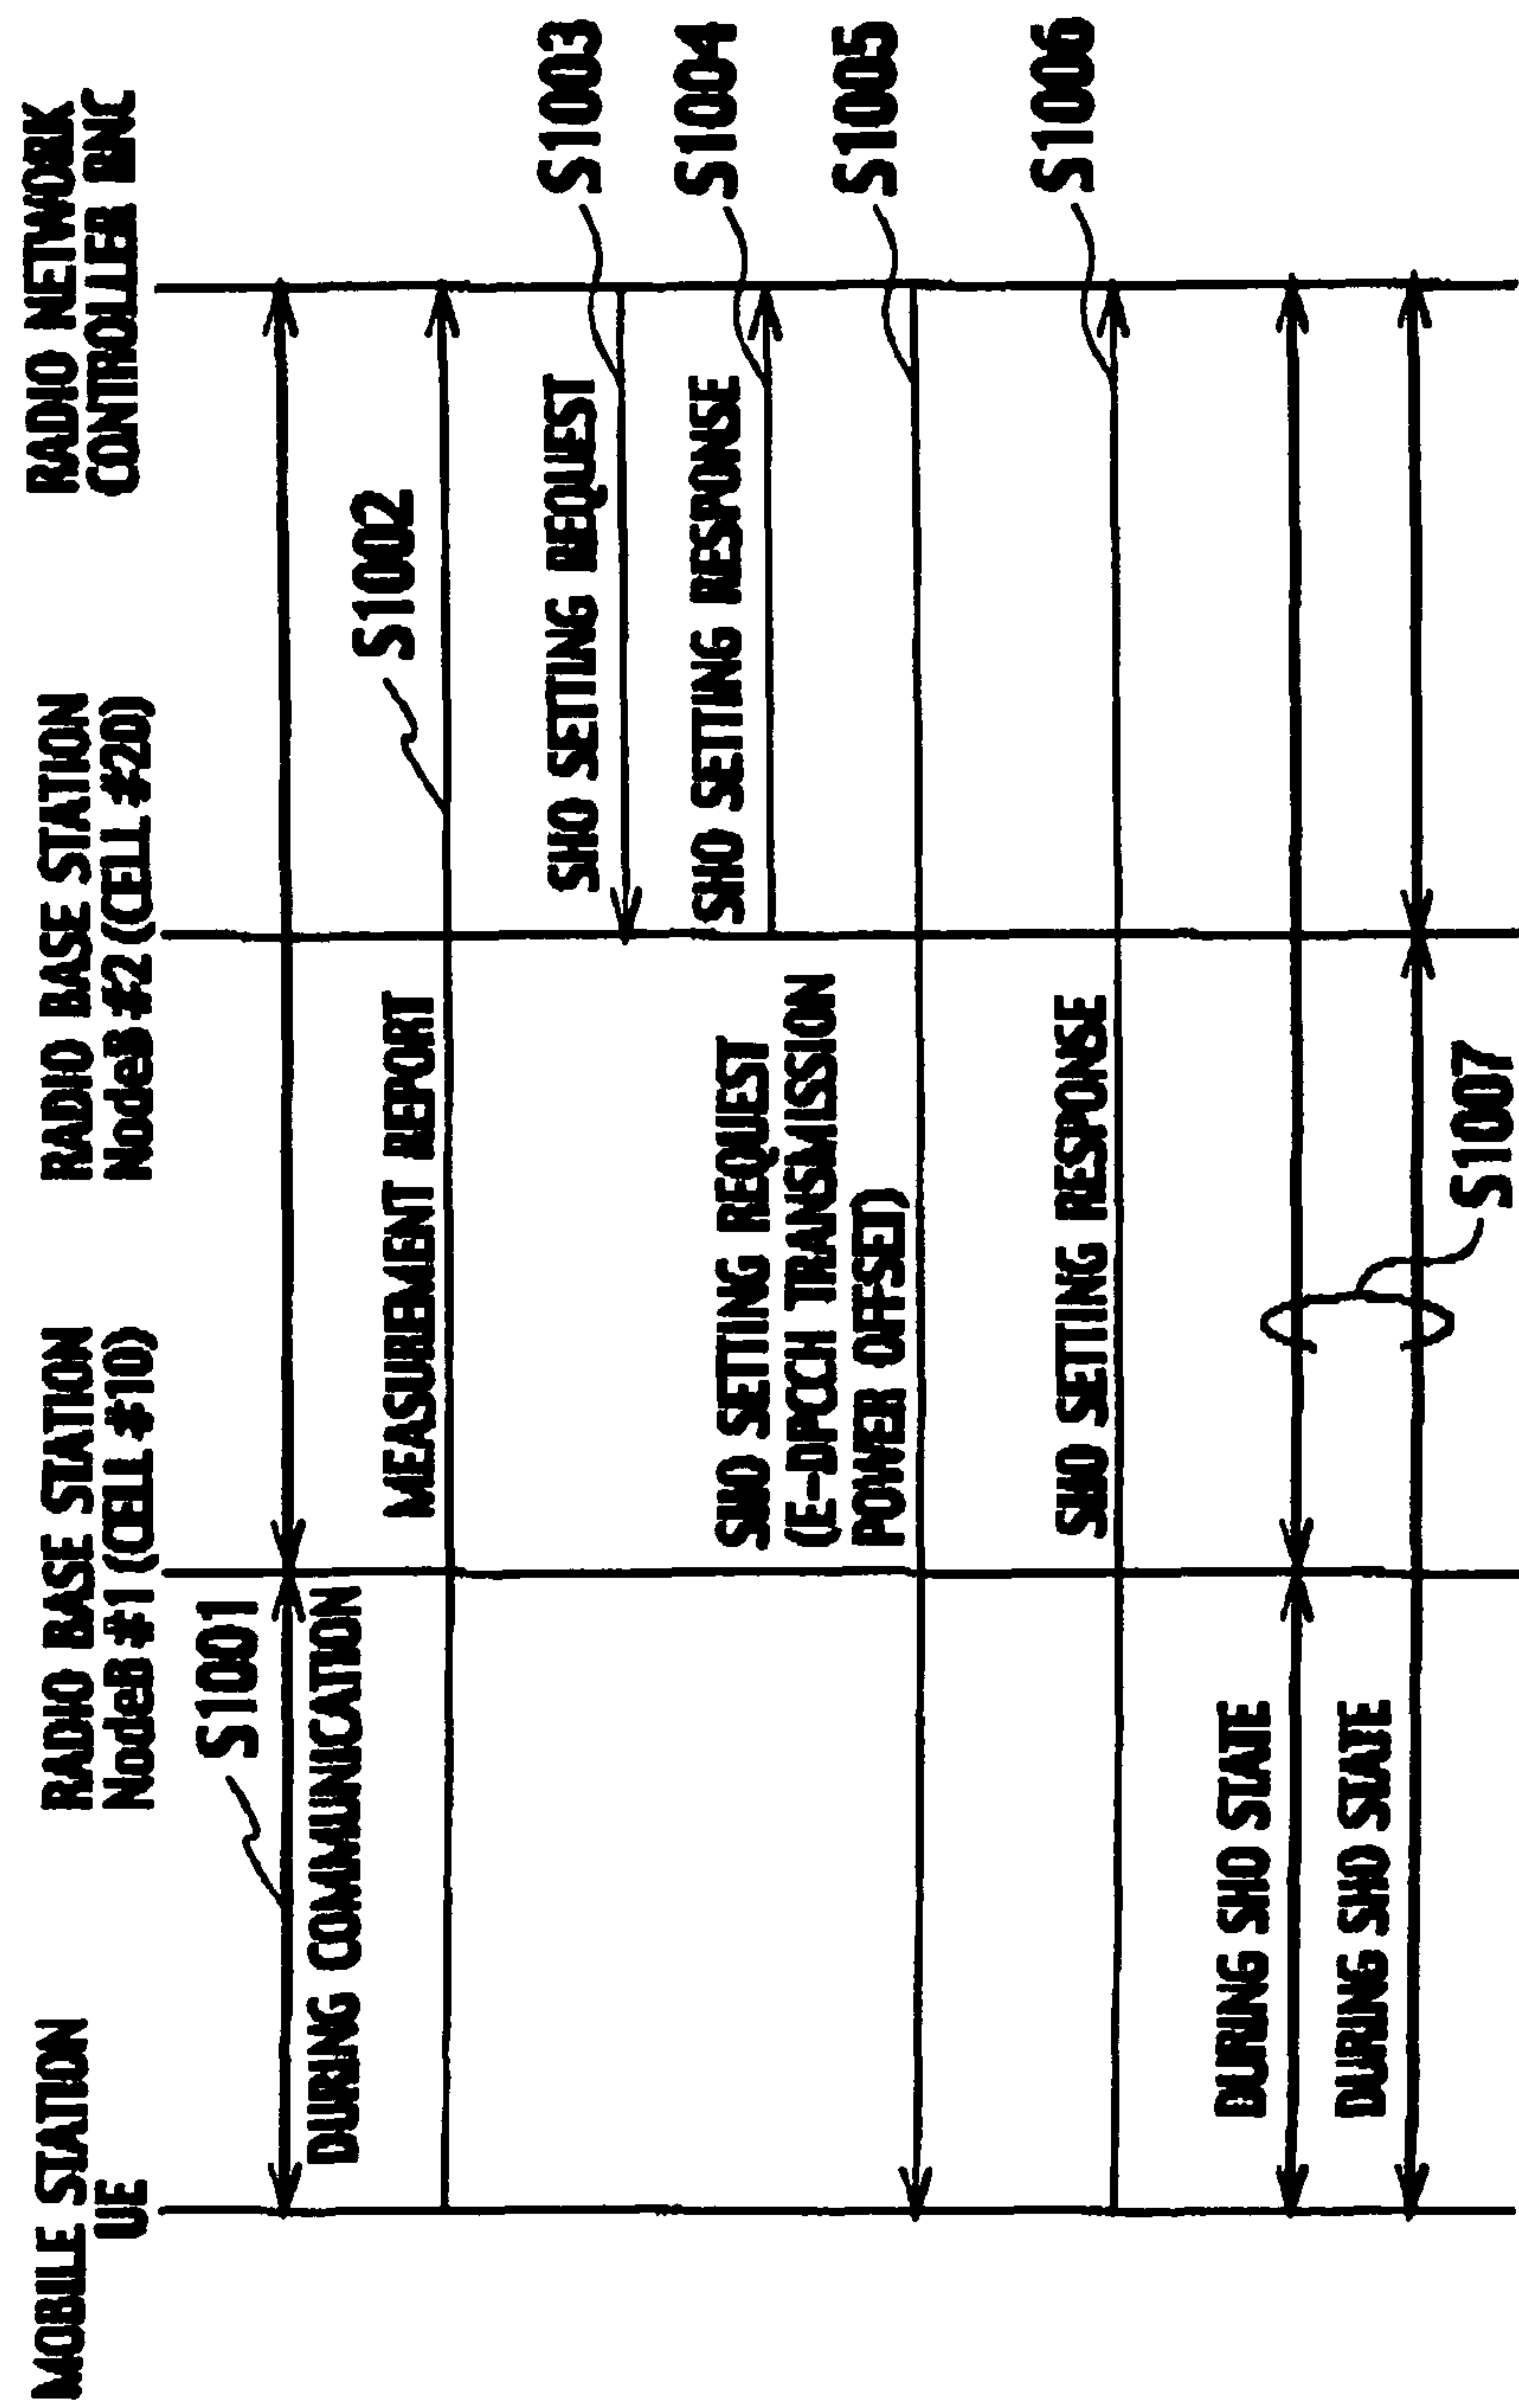 MOBILE STATION
UE
RADIO BASE STATION
NodeB #1 (CELL #10)
RADIO BASE STATION
NodeB #2 (CELL #20)
RADIO NETWORK
CONTROLLER RNC
S1001
DURING COMMUNICATION
S1002
MEASUREMENT REPORT
S1003
SHO SETTING REQUEST
S1004
SHO SETTING RESPONSE
S1005
SHO SETTING REQUEST
(E-DPCCH TRANSMISSION
POWER OFFSET)
S1006
SHO SETTING RESPONSE
DURING SHO STATE
DURING SHO STATE
S1007